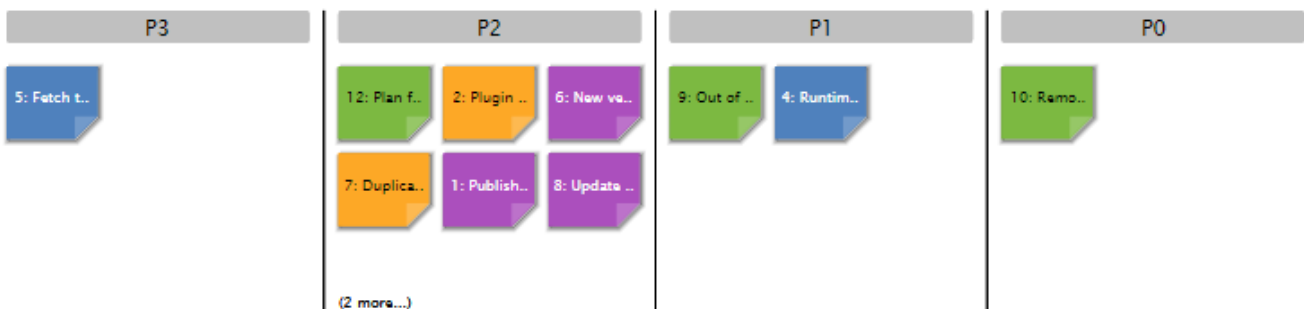 P3
P2
P1
P0
5: Fetch t..
12: Plan f..
2: Plugin ..
6: New ve..
9: Out of ..
4: Runtim..
10: Remo..
7: Duplica..
1: Publish..
8: Update ..
(2 more...)